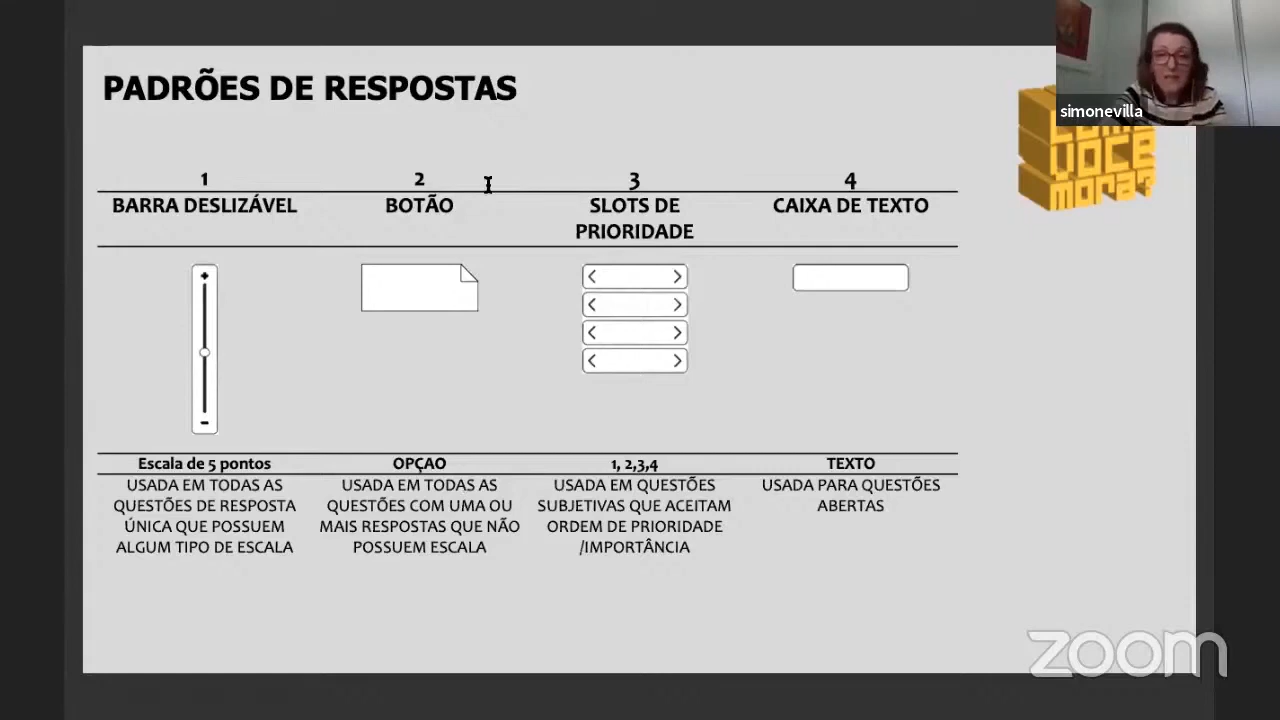 PADRÕES DE RESPOSTAS
simonevilla
COMO
VOCE
MORA?
1 2 3 4
BARRA DESLIZÁVEL BOTÃO SLOTS DE PRIORIDADE CAIXA DE TEXTO
+
-
Escala de 5 pontos OPÇAO 1, 2,3,4 TEXTO
USADA EM TODAS AS
QUESTÕES DE RESPOSTA
ÚNICA QUE POSSUEM
ALGUM TIPO DE ESCALA
USADA EM TODAS AS
QUESTÕES COM UMA OU
MAIS RESPOSTAS QUE NÃO
POSSUEM ESCALA
USADA EM QUESTÕES
SUBJETIVAS QUE ACEITAM
ORDEM DE PRIORIDADE
/IMPORTÂNCIA
USADA PARA QUESTÕES
ABERTAS
zoom